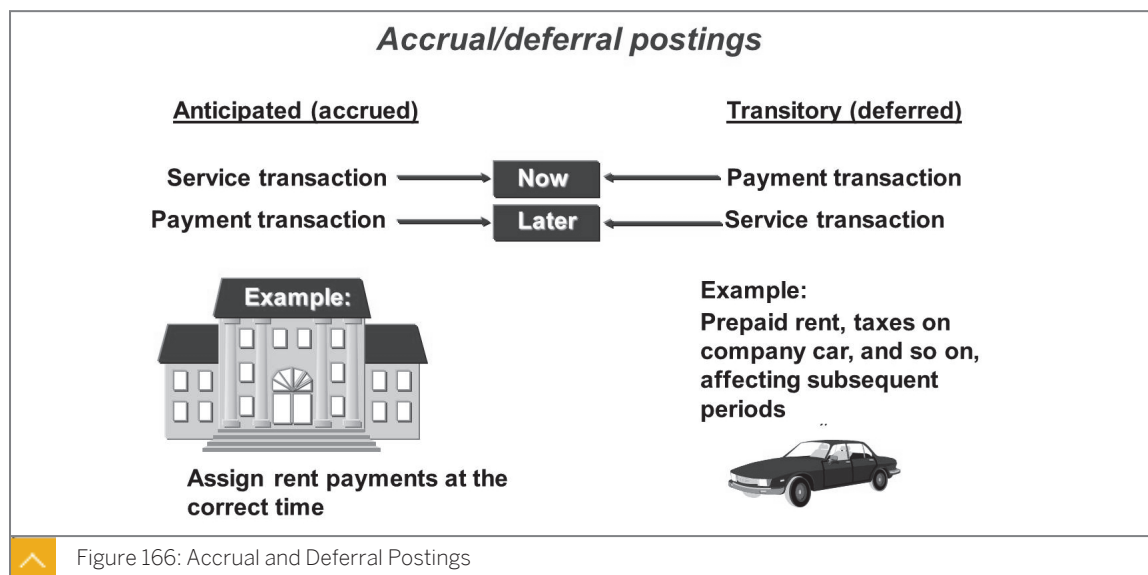 Accrual/deferral postings
Anticipated (accrued)
Transitory (deferred)
Service transaction
Now
Payment transaction
Payment transaction
Later
Service transaction
Example:
Assign rent payments at the
correct time
Example:
Prepaid rent, taxes on
company car, and so on,
affecting subsequent
periods
Figure 166: Accrual and Deferral Postings